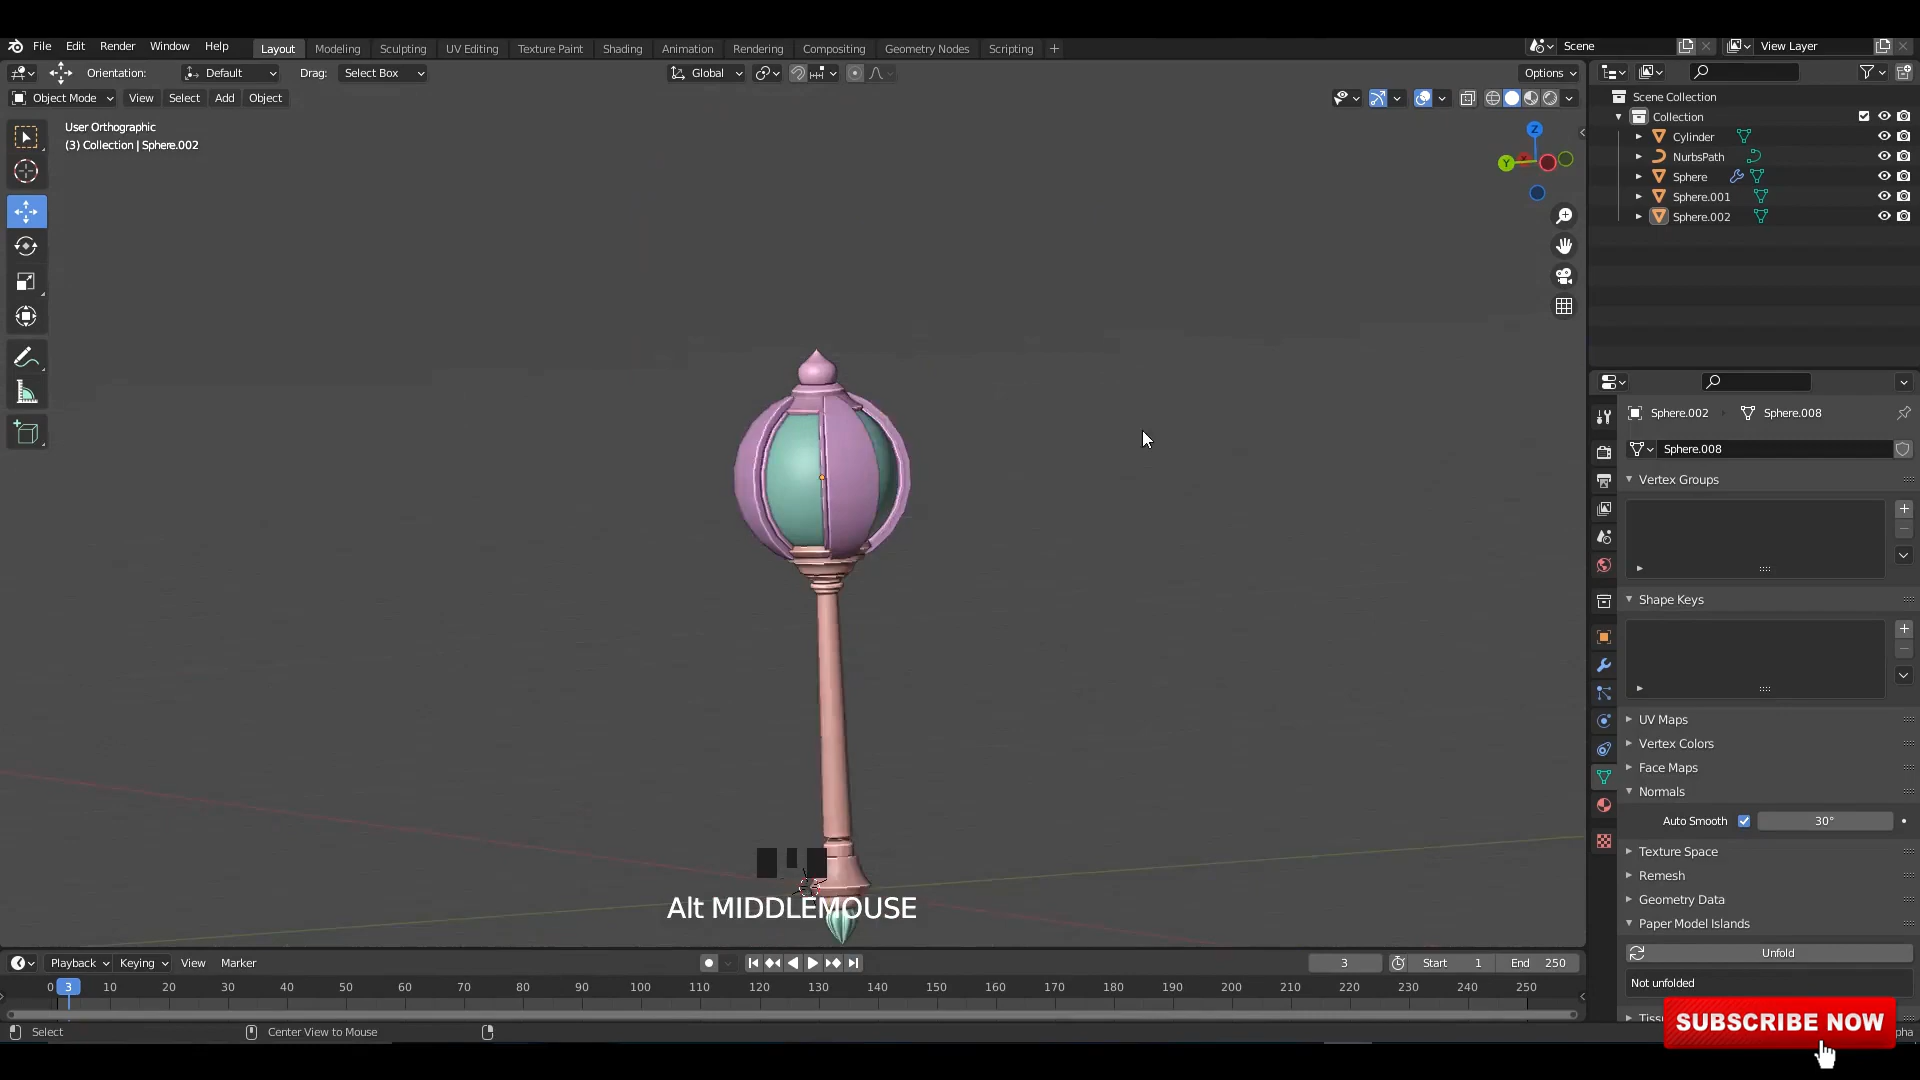 File Edit Render Window Help Layout Modeling Sculpting UV Editing Texture Paint Shading Animation Rendering Compositing Geometry Nodes Scripting + Scene View Layer
Orientation: Default Drag: Select Box Global Options
Object Mode View Select Add Object
User Orthographic
(3) Collection | Sphere.002
Z
Y
X
Scene Collection
Collection
Cylinder
NurbsPath
Sphere
Sphere.001
Sphere.002
Sphere.002 Sphere.008
Sphere.008
Vertex Groups
Shape Keys
UV Maps
Vertex Colors
Face Maps
Normals
Auto Smooth 30°
Texture Space
Remesh
Geometry Data
Paper Model Islands
Unfold
Not unfolded
SUBSCRIBE NOW
Alt MIDDLEMOUSE
Playback Keying View Marker 3 Start 1 End 250
0 3 10 20 30 40 50 60 70 80 90 100 110 120 130 140 150 160 170 180 190 200 210 220 230 240 250
Select Center View to Mouse